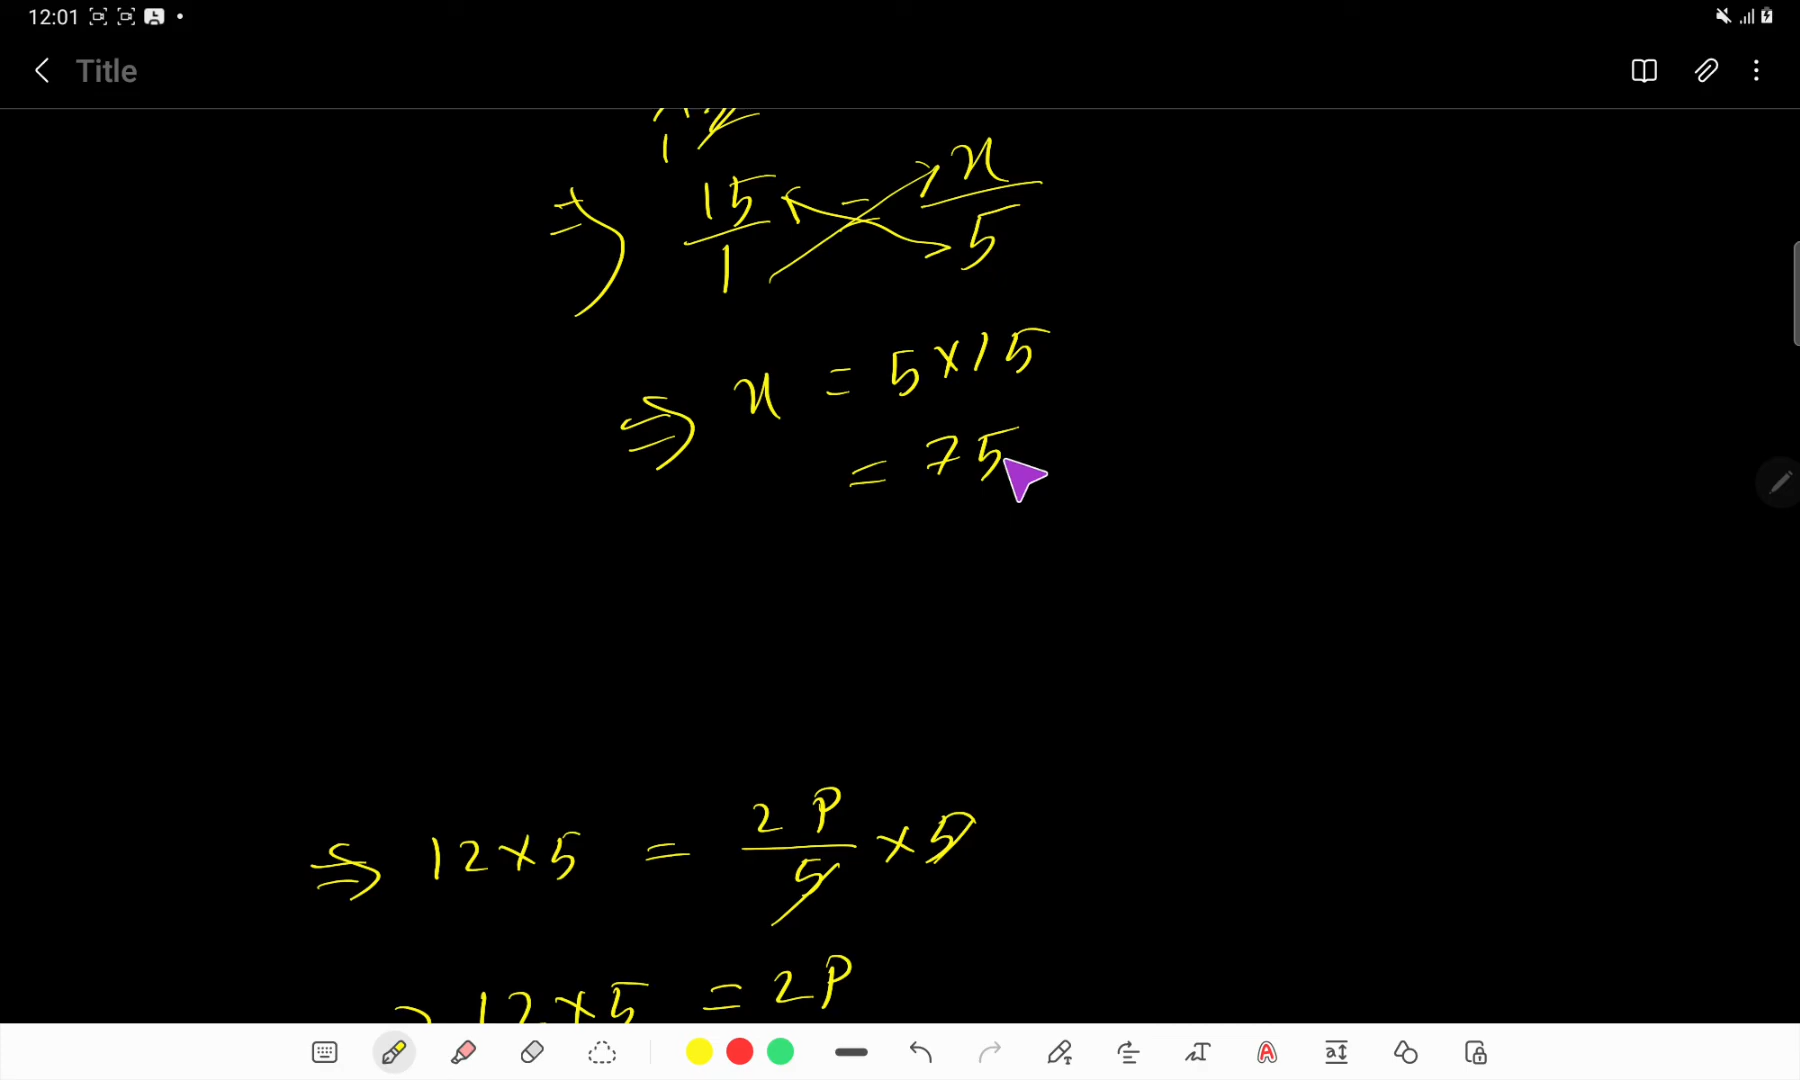 12:01
Title
⇒ 15/1 = x/5
⇒ x = 5×15
= 75
⇒ 12×5 = 2P/5 ×5
12×5 = 2P